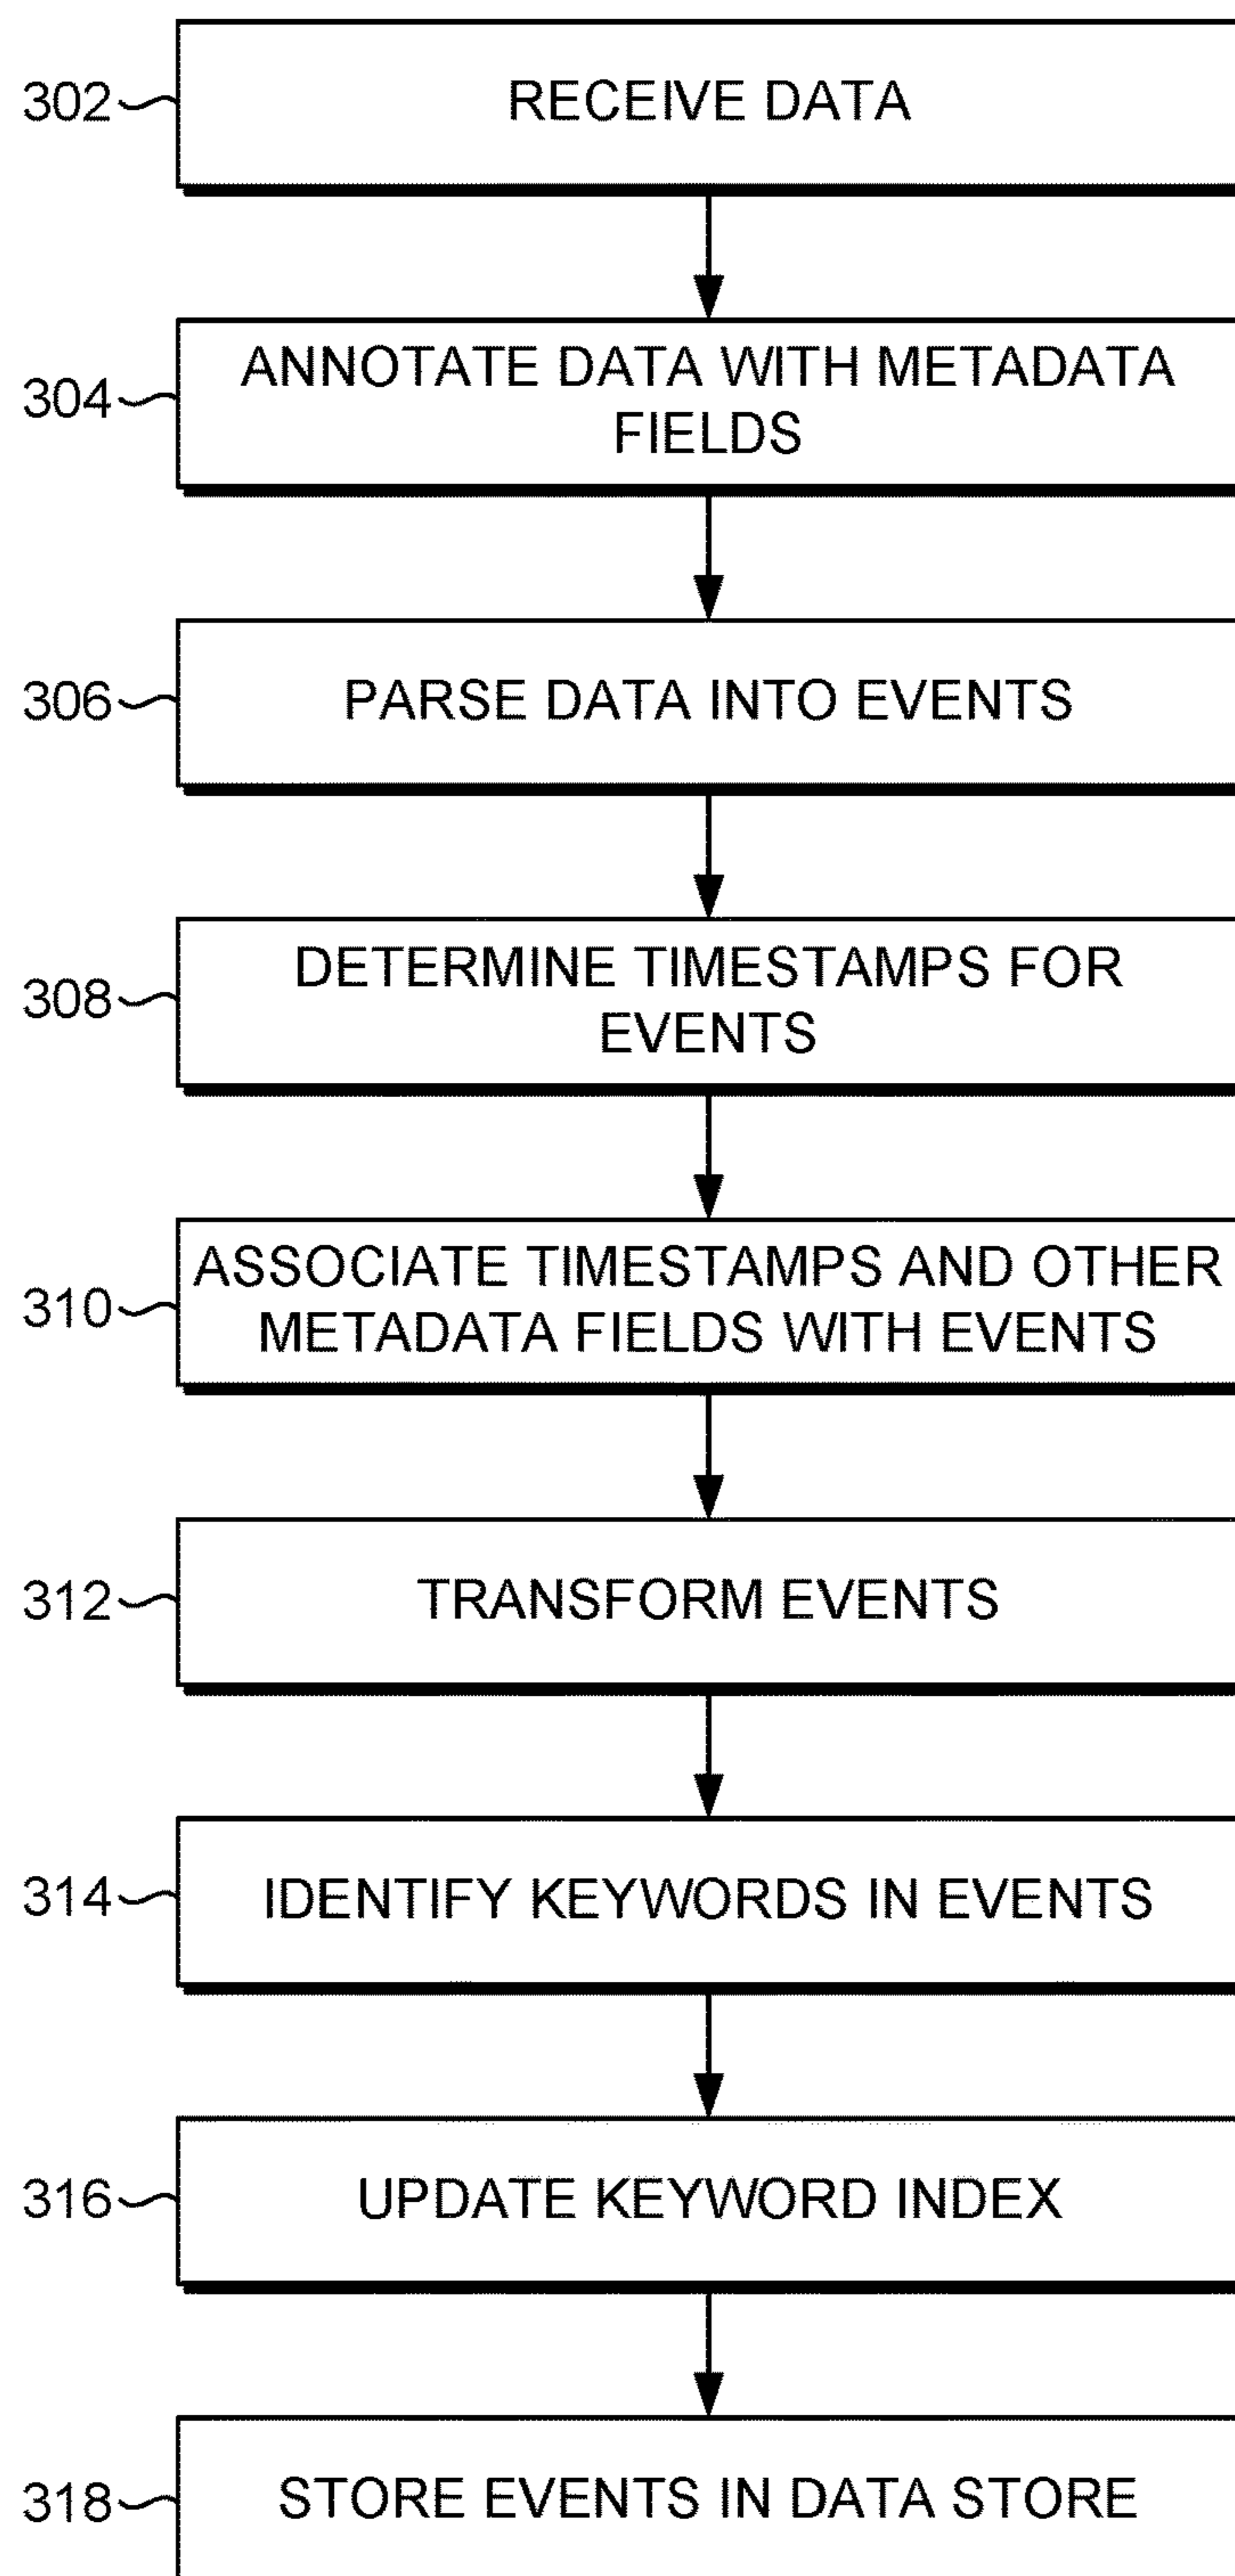 302
RECEIVE DATA
304
ANNOTATE DATA WITH METADATA
FIELDS
306
PARSE DATA INTO EVENTS
308
DETERMINE TIMESTAMPS FOR
EVENTS
310
ASSOCIATE TIMESTAMPS AND OTHER
METADATA FIELDS WITH EVENTS
312
TRANSFORM EVENTS
314
IDENTIFY KEYWORDS IN EVENTS
316
UPDATE KEYWORD INDEX
318
STORE EVENTS IN DATA STORE